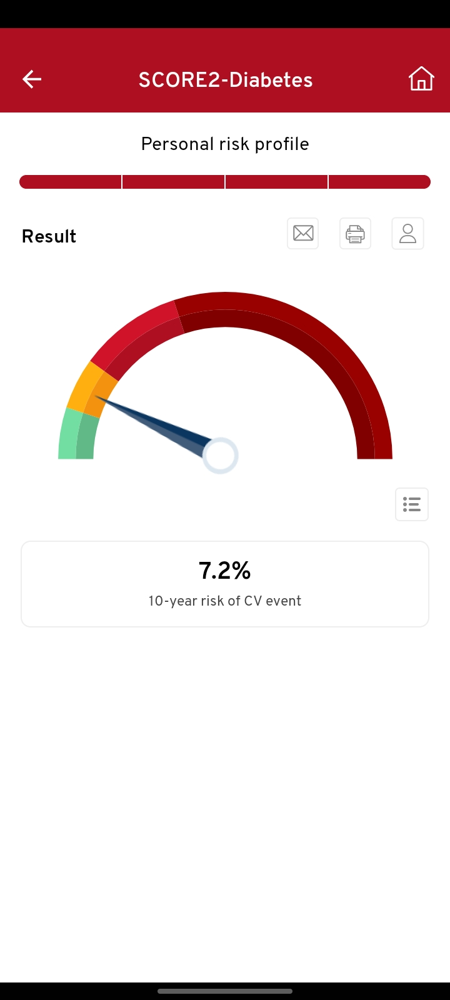 SCORE2-Diabetes
Personal risk profile
Result
7.2%
10-year risk of CV event